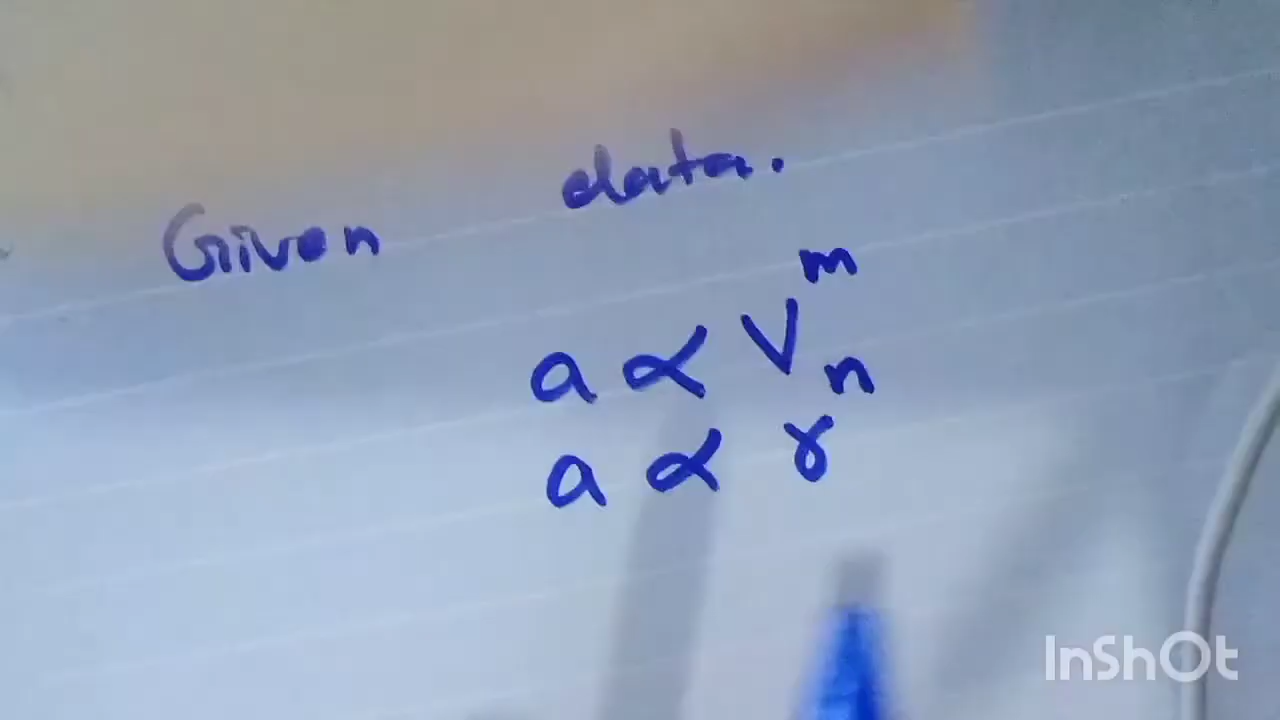 Given data.
a ∝ V^m
a ∝ r^n
InShOt